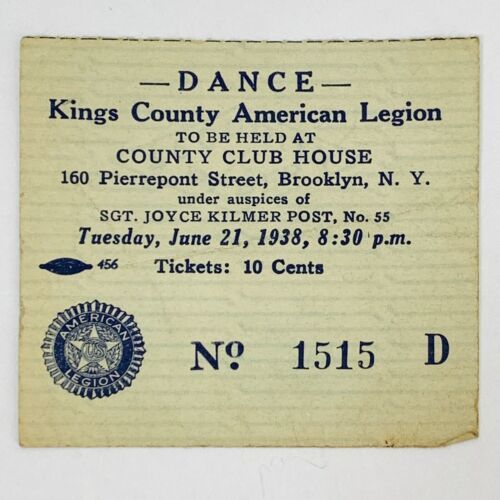 —DANCE—
Kings County American Legion
TO BE HELD AT
COUNTY CLUB HOUSE
160 Pierrepont Street, Brooklyn, N. Y.
under auspices of
SGT. JOYCE KILMER POST, No. 55
Tuesday, June 21, 1938, 8:30 p.m.
456 Tickets: 10 Cents
AMERICAN
US
LEGION
No. 1515 D